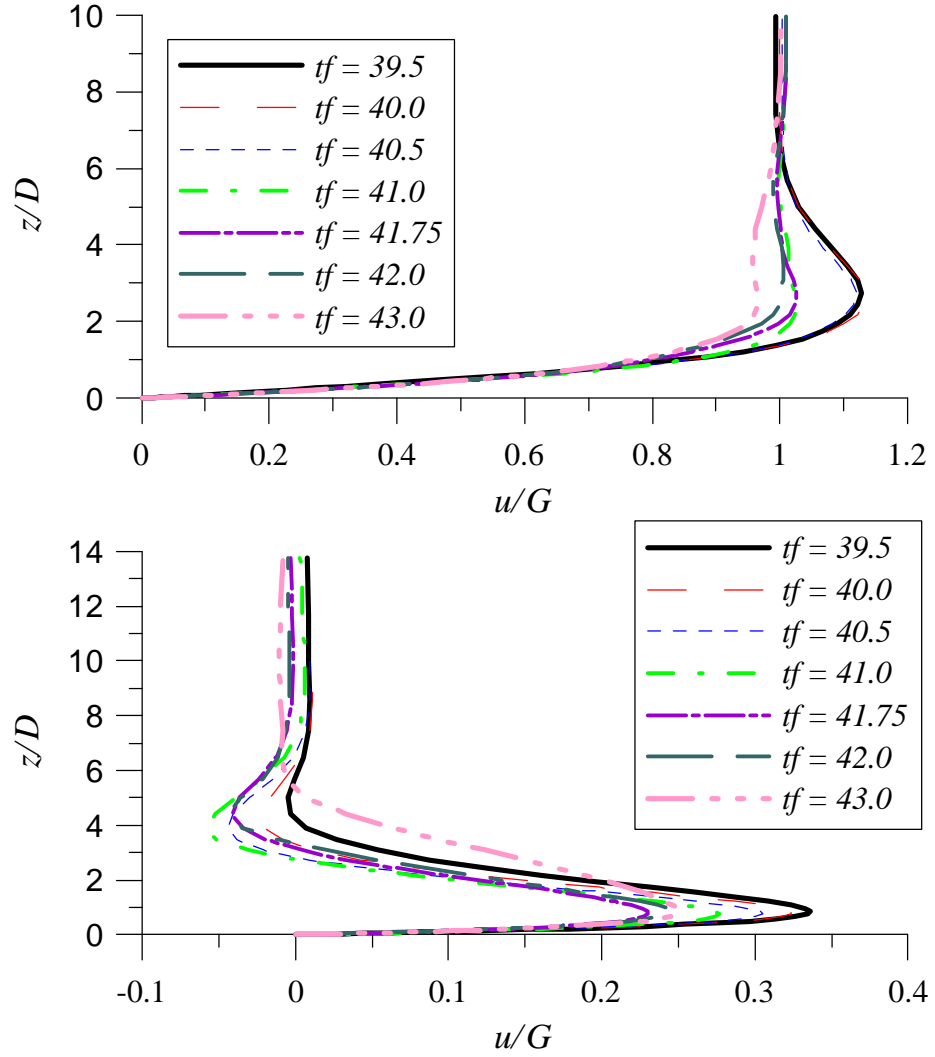 10
8
6
4
2
0
z/D
tf = 39.5
tf = 40.0
tf = 40.5
tf = 41.0
tf = 41.75
tf = 42.0
tf = 43.0
0 0.2 0.4 0.6 0.8 1 1.2
u/G
14
12
10
8
6
4
2
0
z/D
tf = 39.5
tf = 40.0
tf = 40.5
tf = 41.0
tf = 41.75
tf = 42.0
tf = 43.0
-0.1 0 0.1 0.2 0.3 0.4
u/G